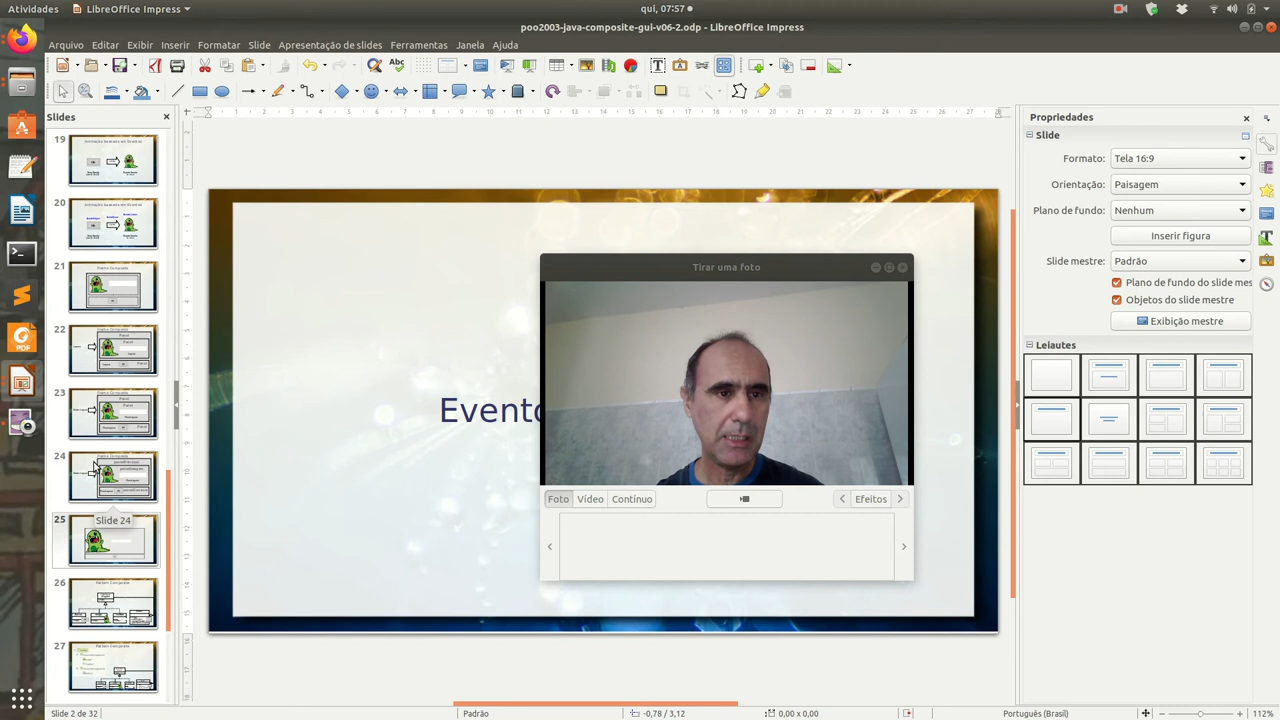 Atividades
LibreOffice Impress
qui, 07:57
poo2003-java-composite-gui-v06-2.odp - LibreOffice Impress
Arquivo Editar Exibir Inserir Formatar Slide Apresentação de slides Ferramentas Janela Ajuda
Slides
Propriedades
Slide
Formato: Tela 16:9
Orientação: Paisagem
Plano de fundo: Nenhum
Inserir figura
Slide mestre: Padrão
Plano de fundo do slide mes
Objetos do slide mestre
Exibição mestre
Leiautes
19
20
21
22
23
24
Slide 24
25
26
27
Evento
Tirar uma foto
Foto Vídeo Contínuo Efeitos
Slide 2 de 32
Padrão
-0,78 / 3,12
0,00 x 0,00
Português (Brasil)
112%